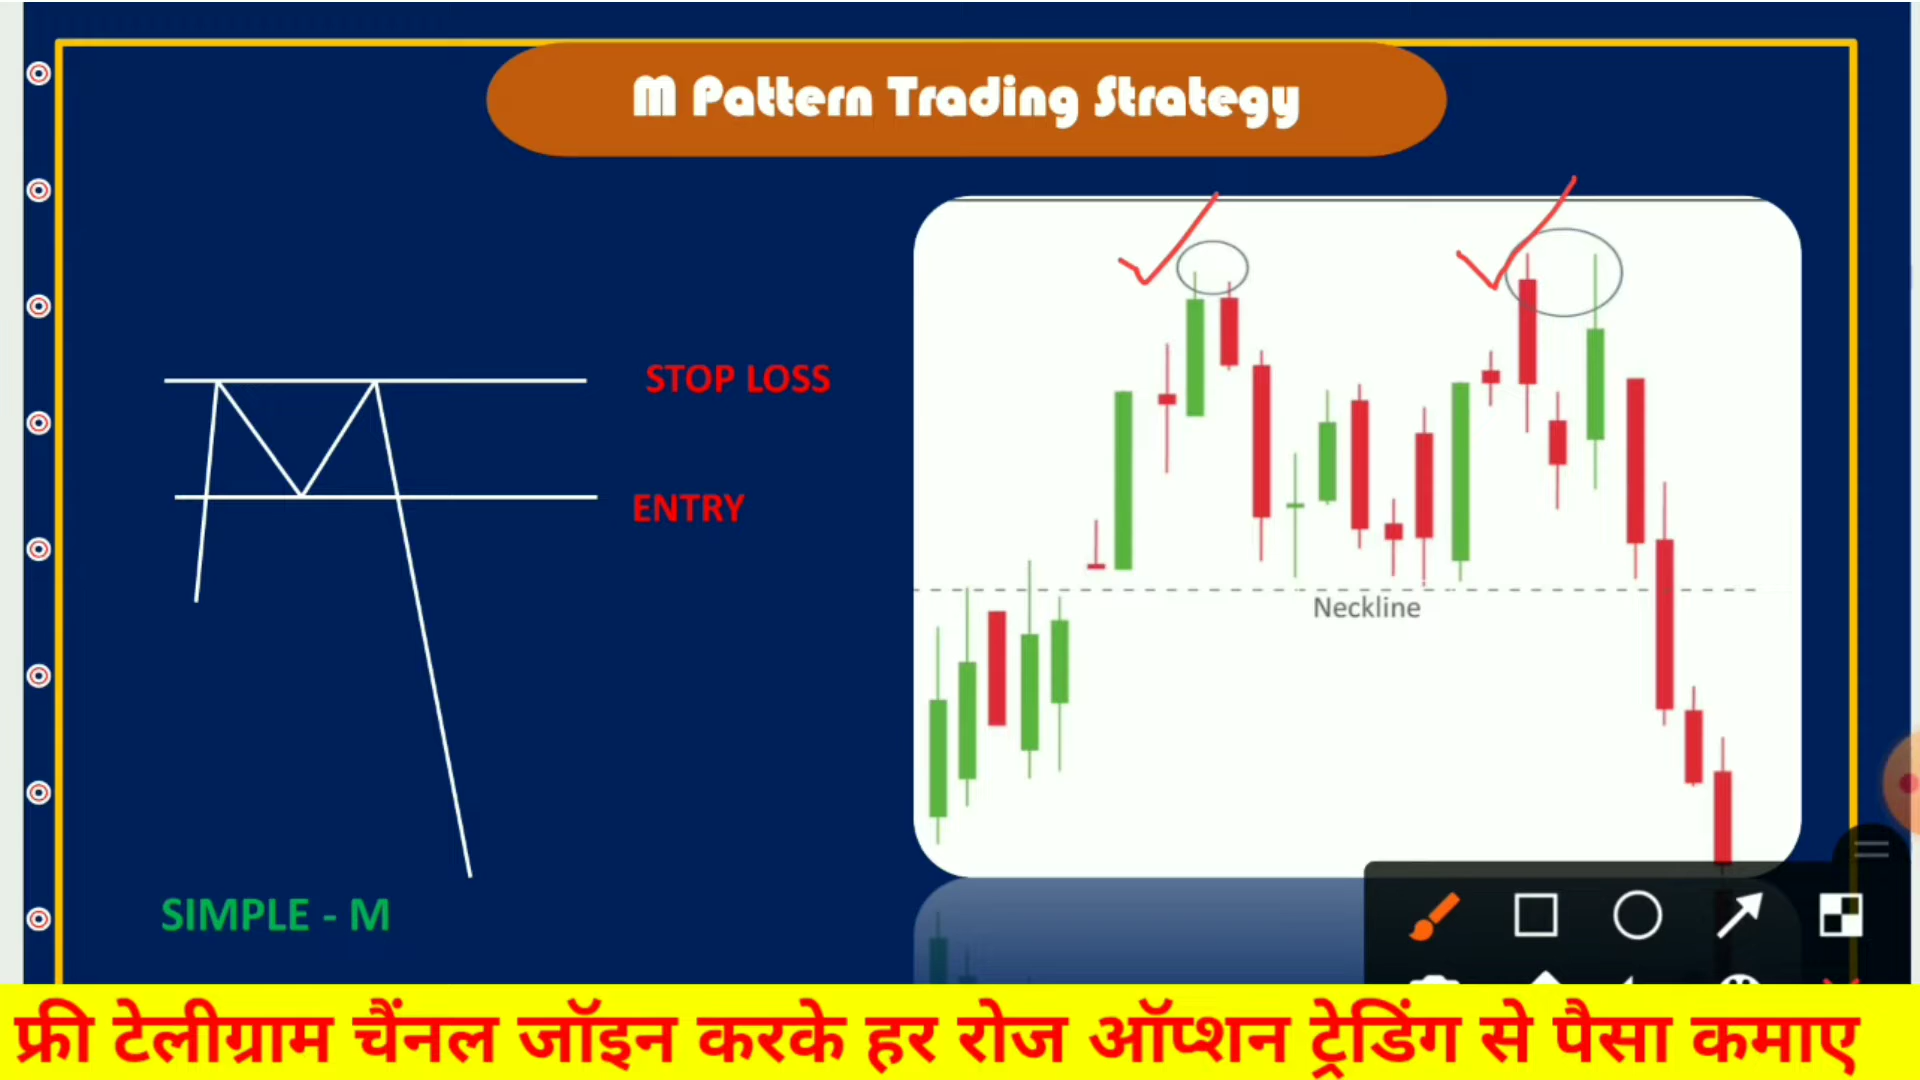 M Pattern Trading Strategy
STOP LOSS
ENTRY
Neckline
SIMPLE - M
फ्री टेलीग्राम चैंनल जॉइन करके हर रोज ऑप्शन ट्रेडिंग से पैसा कमाए